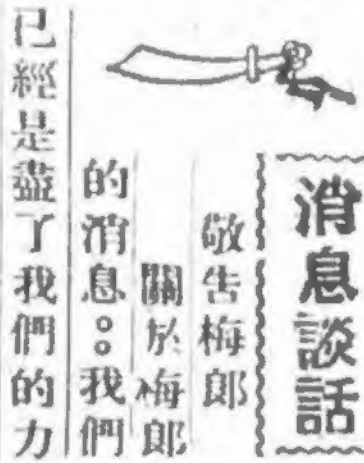 消息談話
敬告梅郎
關於梅郎
的消息。。我們
已經是盡了我們的力